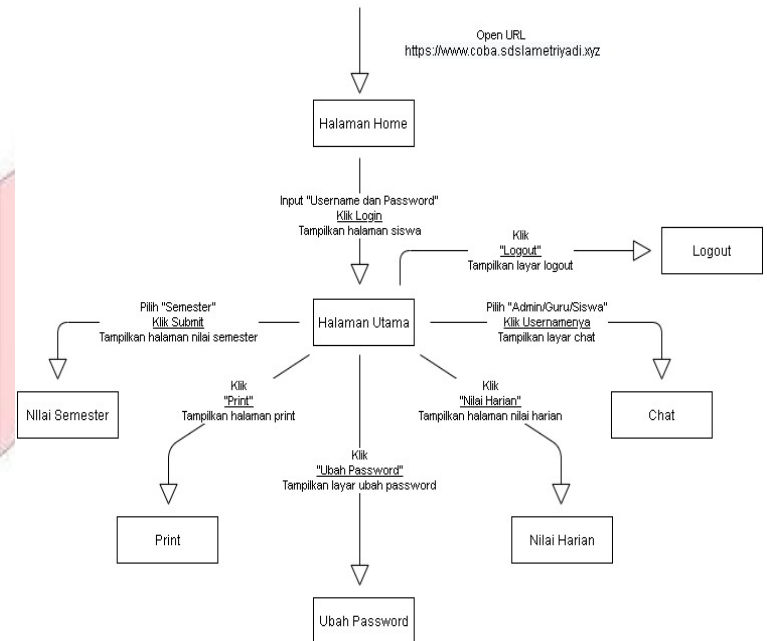 Open URL
https://www.coba.sdslametriyadi.xyz
Halaman Home
Input "Username dan Password"
Klik Login
Tampilkan halaman siswa
Klik
"Logout"
Tampilkan layar logout
Logout
Pilih "Semester"
Klik Submit
Tampilkan halaman nilai semester
Halaman Utama
Pilih "Admin/Guru/Siswa"
Klik Usernamenya
Tampilkan layar chat
NIlai Semester
Klik
"Print"
Tampilkan halaman print
Klik
"Nilai Harian"
Tampilkan halaman nilai harian
Chat
Klik
"Ubah Password"
Tampilkan layar ubah password
Print
Nilai Harian
Ubah Password